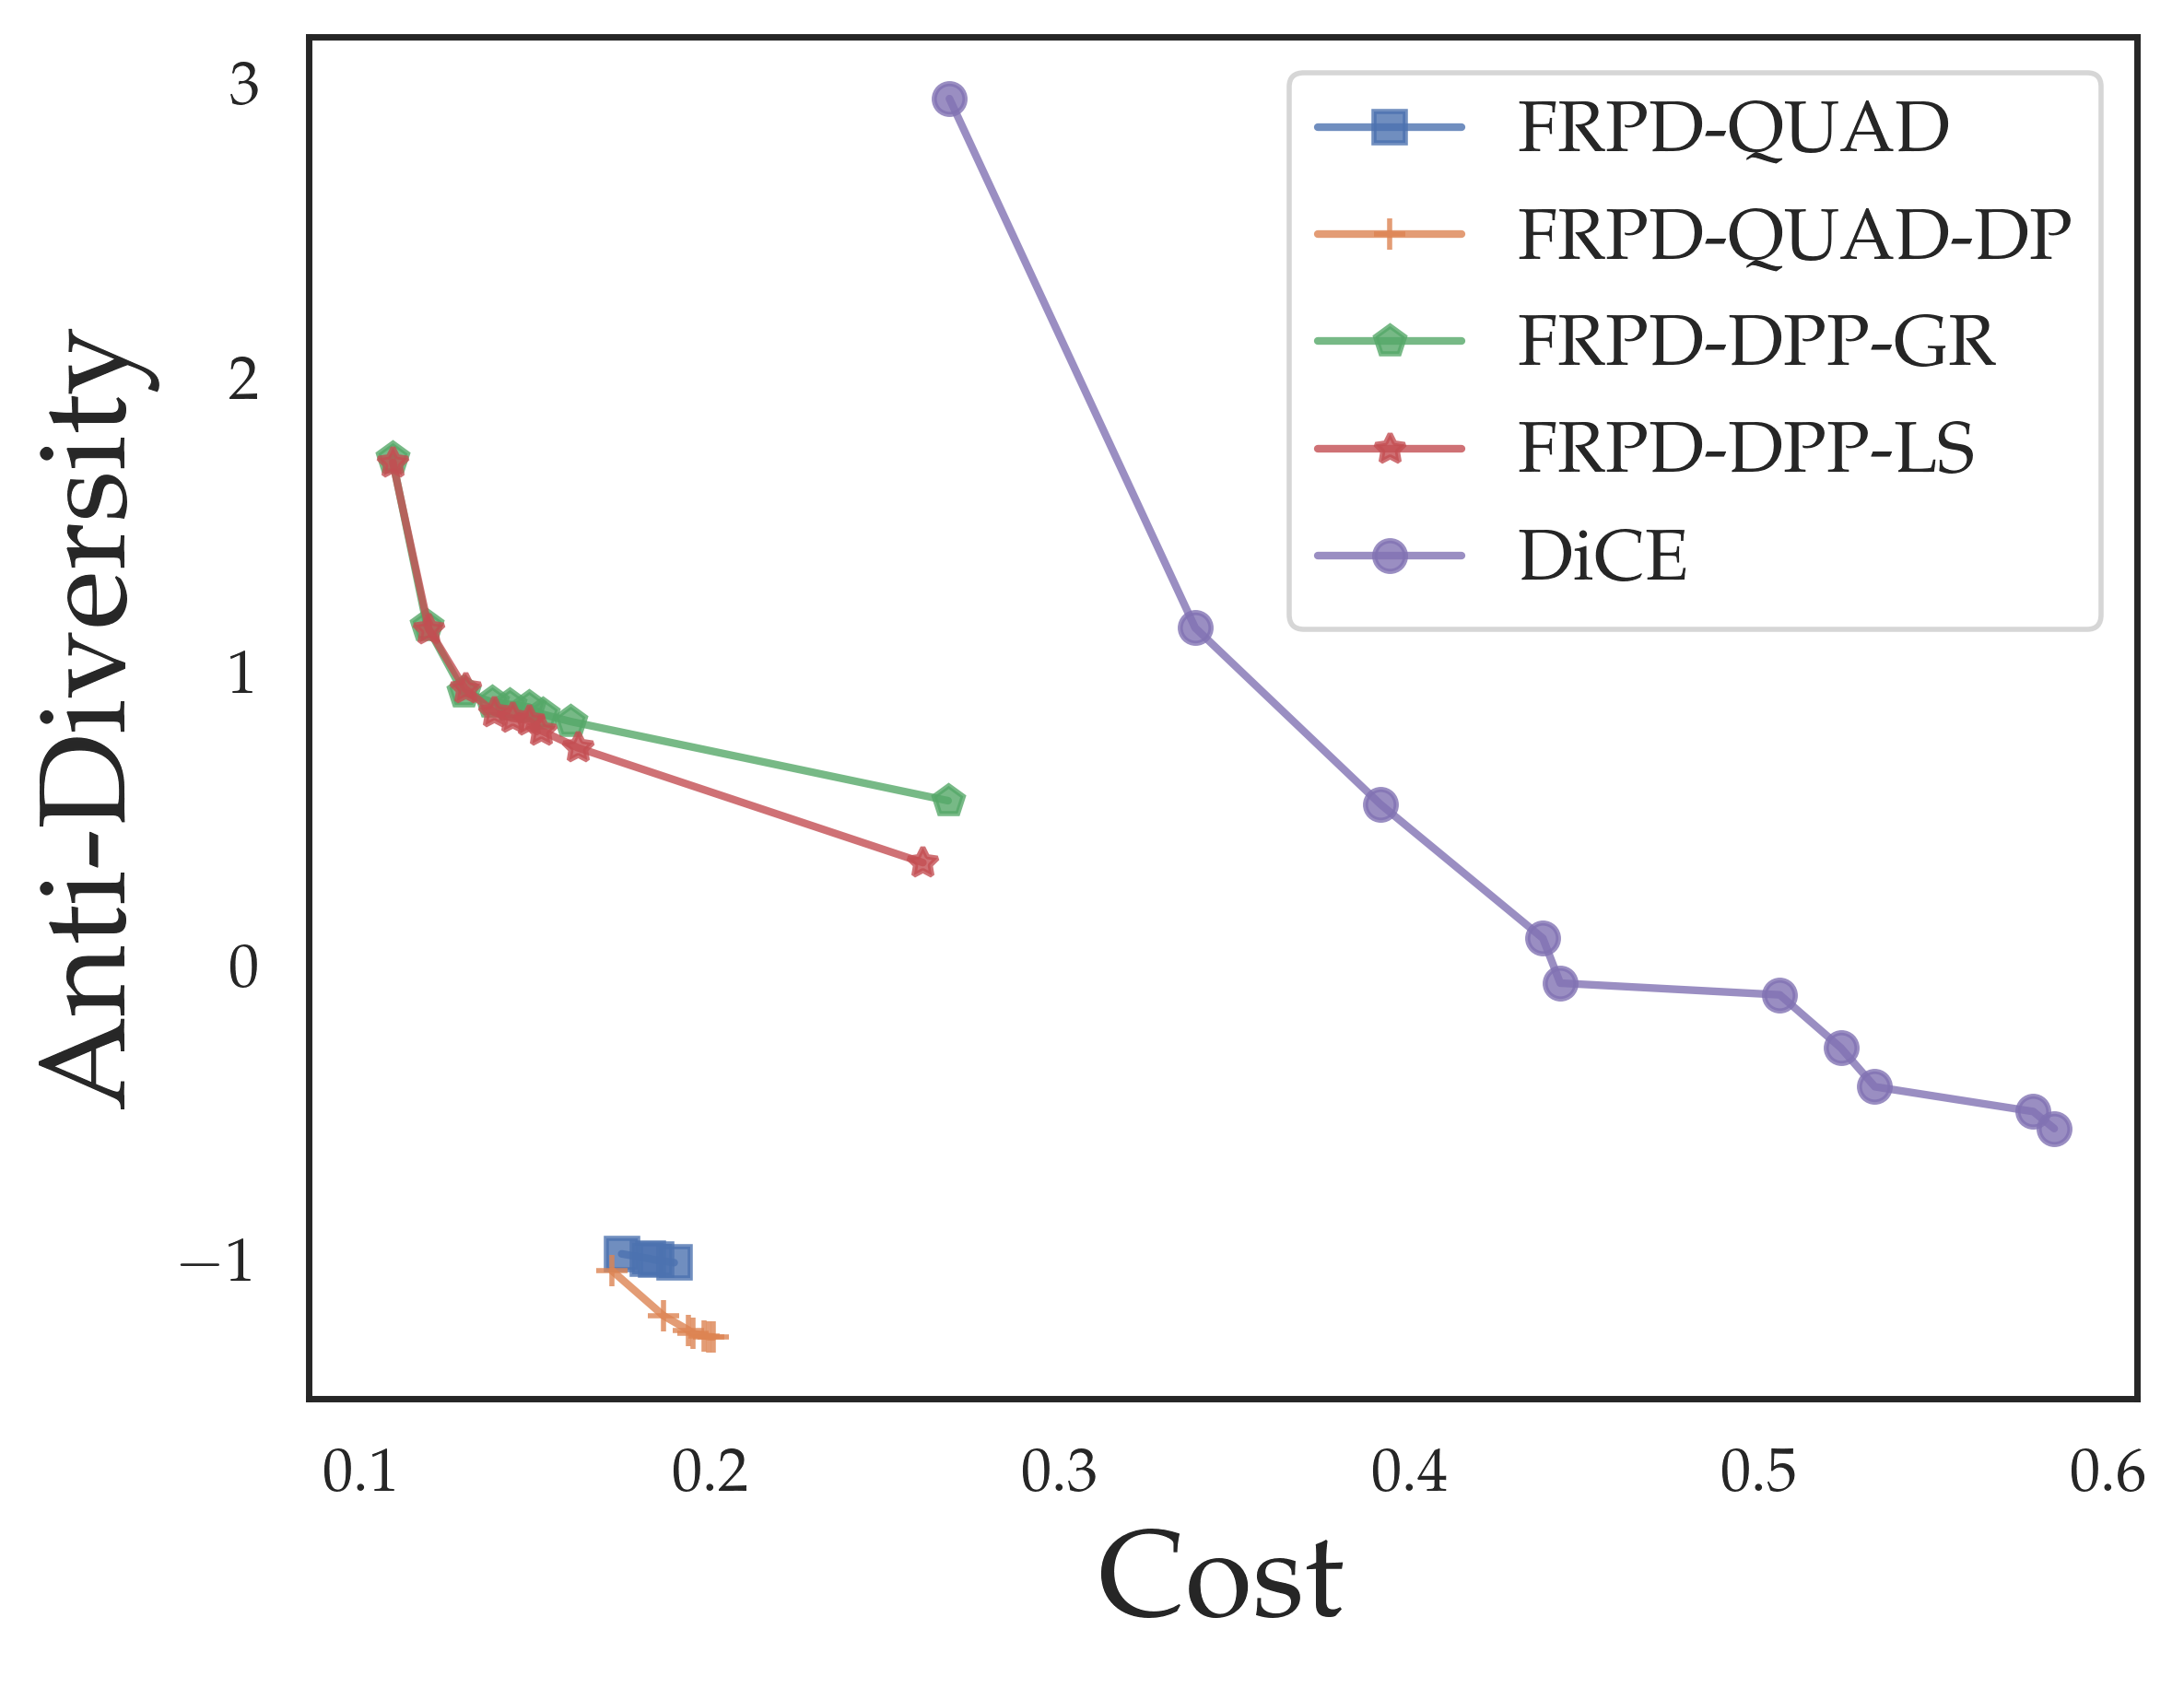 3
2
1
0
−1
Anti-Diversity
FRPD-QUAD
FRPD-QUAD-DP
FRPD-DPP-GR
FRPD-DPP-LS
DiCE
0.1 0.2 0.3 0.4 0.5 0.6
Cost